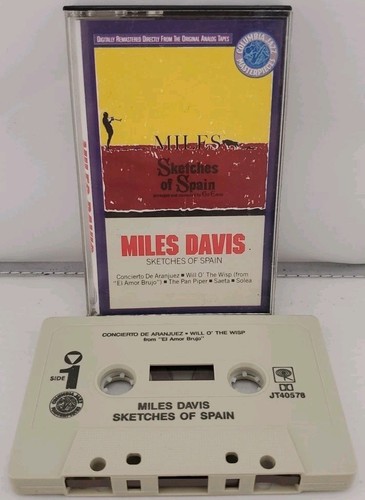 DIGITALLY REMASTERED DIRECTLY FROM THE ORIGINAL ANALOG TAPES
COLUMBIA JAZZ
MASTERPIECES
MILES
Sketches
of Spain
MILES DAVIS
SKETCHES OF SPAIN
Concierto De Aranjuez ▪ Will O' The Wisp (from
"El Amor Brujo") ▪ The Pan Piper ▪ Saeta ▪ Solea
MILES DAVIS
CONCIERTO DE ARANJUEZ • WILL O' THE WISP
from "El Amor Brujo"
SIDE 1
JT40578
MILES DAVIS
SKETCHES OF SPAIN